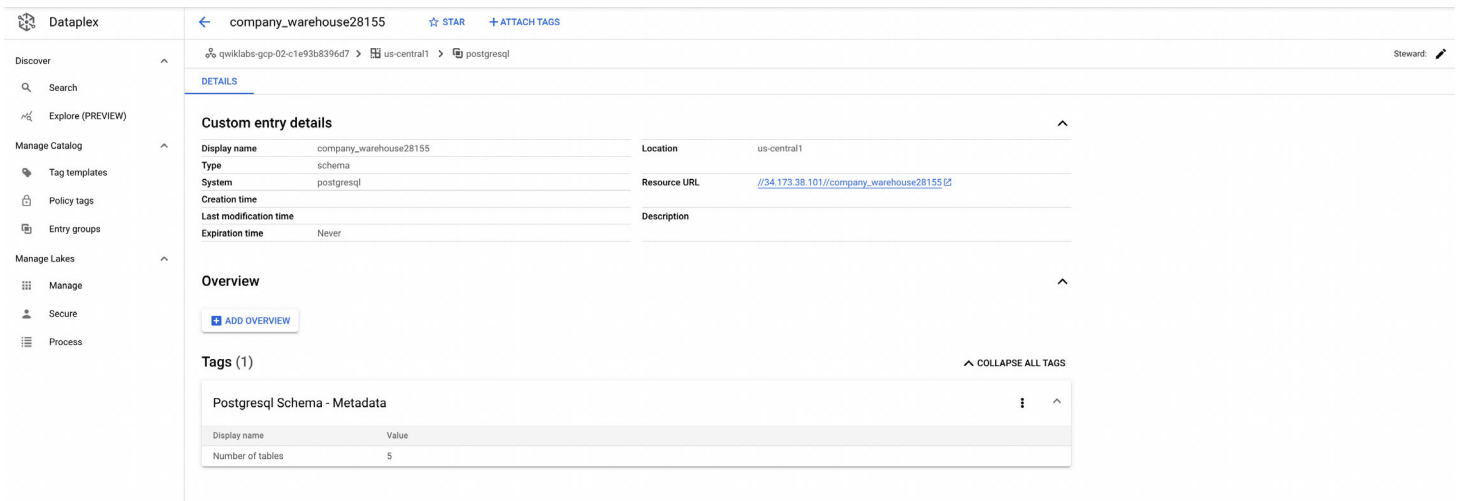 Dataplex
company_warehouse28155 STAR + ATTACH TAGS
qwiklabs-gcp-02-c1e93b8396d7 > us-central1 > postgresql Steward:
Discover
Search
Explore (PREVIEW)
Manage Catalog
Tag templates
Policy tags
Entry groups
Manage Lakes
Manage
Secure
Process
DETAILS
Custom entry details
Display name company_warehouse28155 Location us-central1
Type schema
System postgresql Resource URL //34.173.38.101//company_warehouse28155
Creation time
Last modification time Description
Expiration time Never
Overview
ADD OVERVIEW
Tags (1) COLLAPSE ALL TAGS
Postgresql Schema - Metadata
Display name Value
Number of tables 5